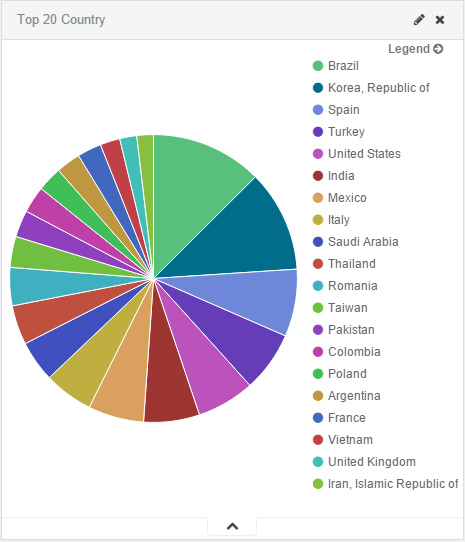 Top 20 Country
Legend
Brazil
Korea, Republic of
Spain
Turkey
United States
India
Mexico
Italy
Saudi Arabia
Thailand
Romania
Taiwan
Pakistan
Colombia
Poland
Argentina
France
Vietnam
United Kingdom
Iran, Islamic Republic of